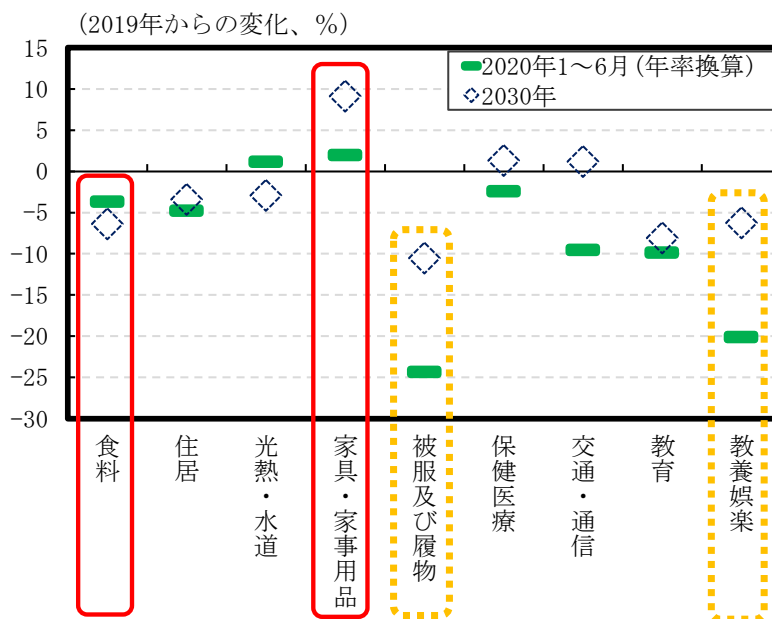 (2019年からの変化、%)
2020年1～6月(年率換算)
2030年
15
10
5
0
−5
−10
−15
−20
−25
−30
食料
住居
光熱・水道
家具・家事用品
被服及び履物
保健医療
交通・通信
教育
教養娯楽